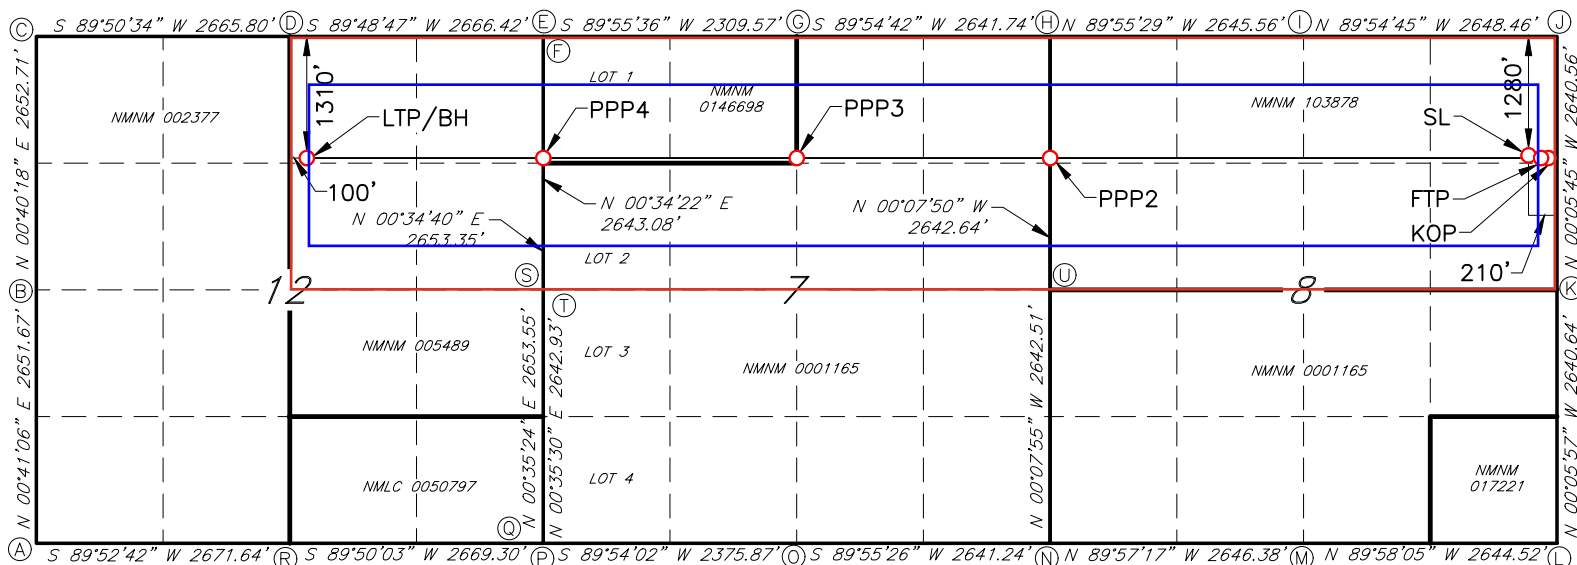 C S 89°50'34" W 2665.80' D S 89°48'47" W 2666.42' E S 89°55'36" W 2309.57' G S 89°54'42" W 2641.74' H N 89°55'29" W 2645.56' I N 89°54'45" W 2648.46' J
F
LOT 1
NMNM 002377
1310'
LTP/BH
PPP4
NMNM
0146698
PPP3
NMNM 103878
SL
1280'
N 00°40'18" E 2652.71'
N 00°05'45" W 2640.56'
100'
N 00°34'40" E
2653.35'
N 00°34'22" E
2643.08'
N 00°07'50" W
2642.64'
PPP2
FTP
KOP
210'
LOT 2
S
B
12
T
7
U
8
K
N 00°41'06" E 2651.67'
NMNM 005489
N 00°35'24" E 2653.55'
N 00°35'30" E 2642.93'
LOT 3
NMNM 0001165
N 00°07'55" W 2642.51'
NMNM 0001165
N 00°05'57" W 2640.64'
NMLC 0050797
LOT 4
NMNM
017221
Q
A S 89°52'42" W 2671.64' R S 89°50'03" W 2669.30' P S 89°54'02" W 2375.87' O S 89°55'26" W 2641.24' N N 89°57'17" W 2646.38' M N 89°58'05" W 2644.52' L